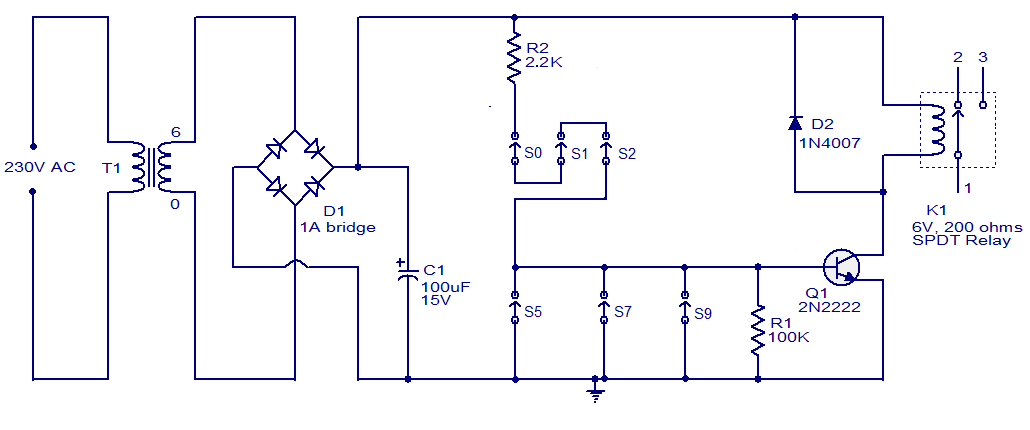 230V AC
T1
6
0
D1
1A bridge
+
C1
100uF
15V
R2
2.2K
S0
S1
S2
S5
S7
S9
R1
100K
D2
1N4007
Q1
2N2222
2
3
1
K1
6V, 200 ohms
SPDT Relay